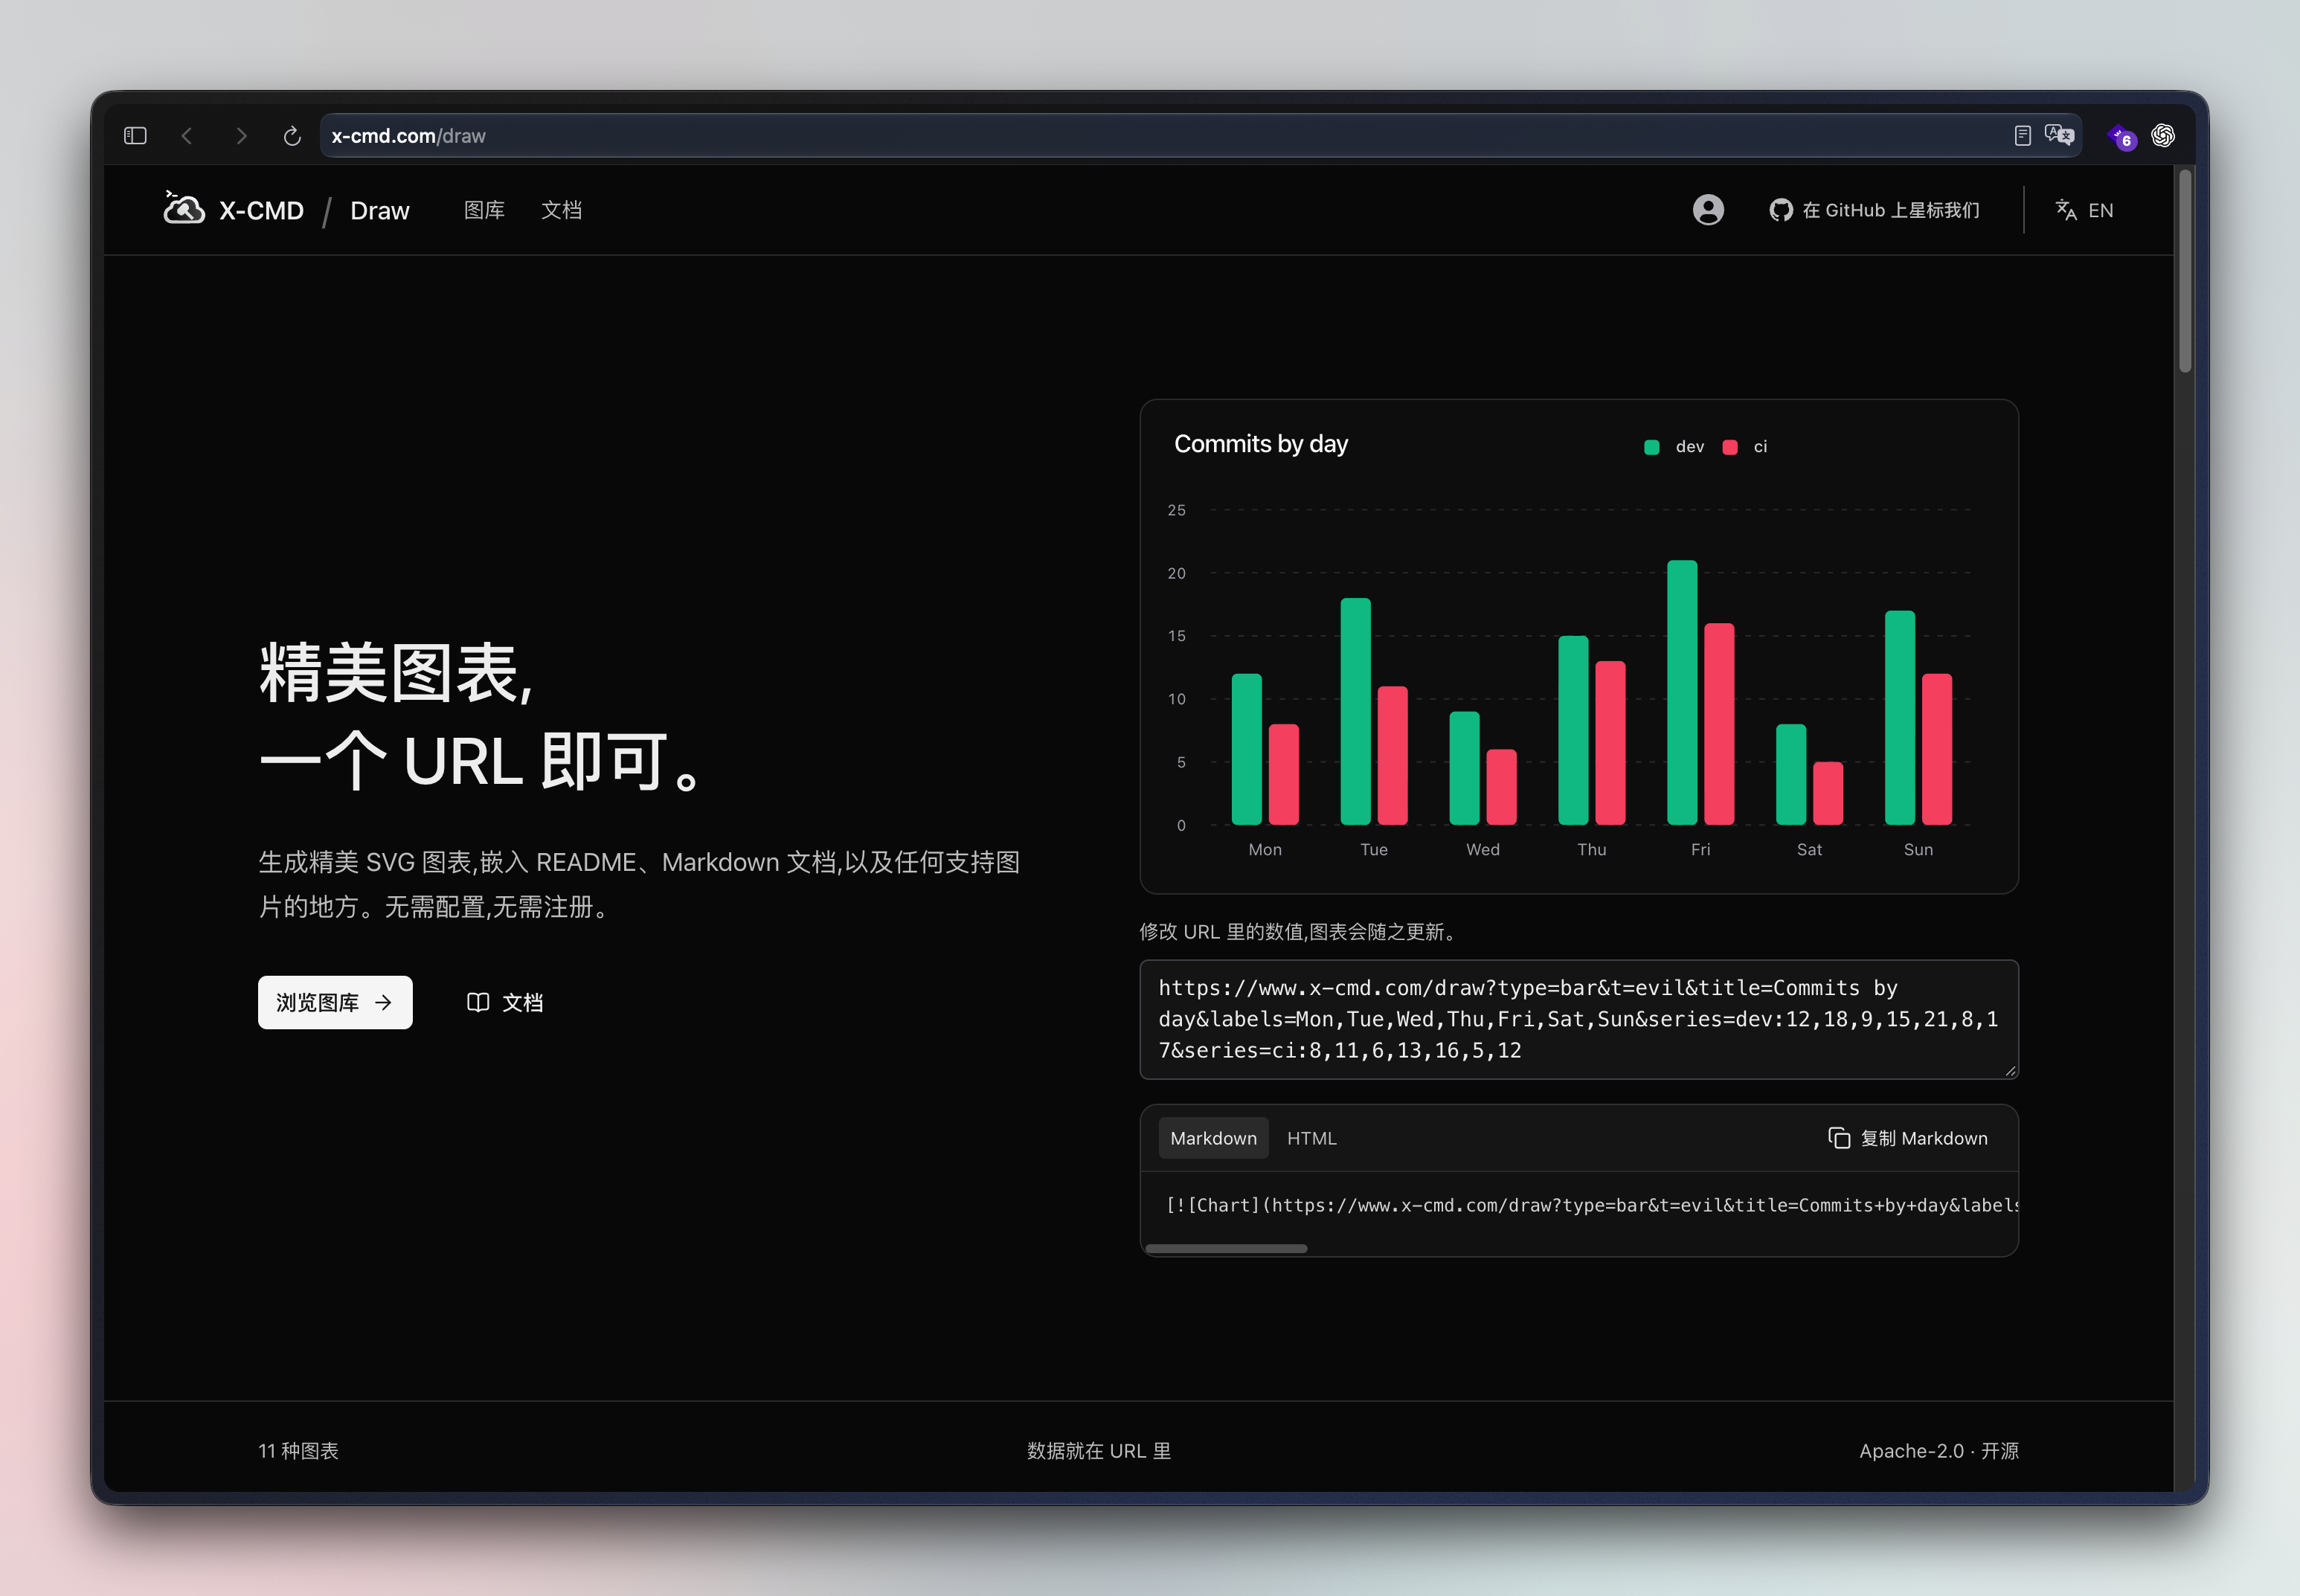 x-cmd.com/draw
6
X-CMD / Draw 图库 文档
在 GitHub 上星标我们
EN
精美图表,
一个 URL 即可。
生成精美 SVG 图表,嵌入 README、Markdown 文档,以及任何支持图
片的地方。无需配置,无需注册。
浏览图库 →
文档
Commits by day
dev ci
25
20
15
10
5
0
Mon Tue Wed Thu Fri Sat Sun
修改 URL 里的数值,图表会随之更新。
https://www.x-cmd.com/draw?type=bar&t=evil&title=Commits by
day&labels=Mon,Tue,Wed,Thu,Fri,Sat,Sun&series=dev:12,18,9,15,21,8,1
7&series=ci:8,11,6,13,16,5,12
Markdown HTML
复制 Markdown
[![Chart](https://www.x-cmd.com/draw?type=bar&t=evil&title=Commits+by+day&labels
11 种图表
数据就在 URL 里
Apache-2.0 · 开源